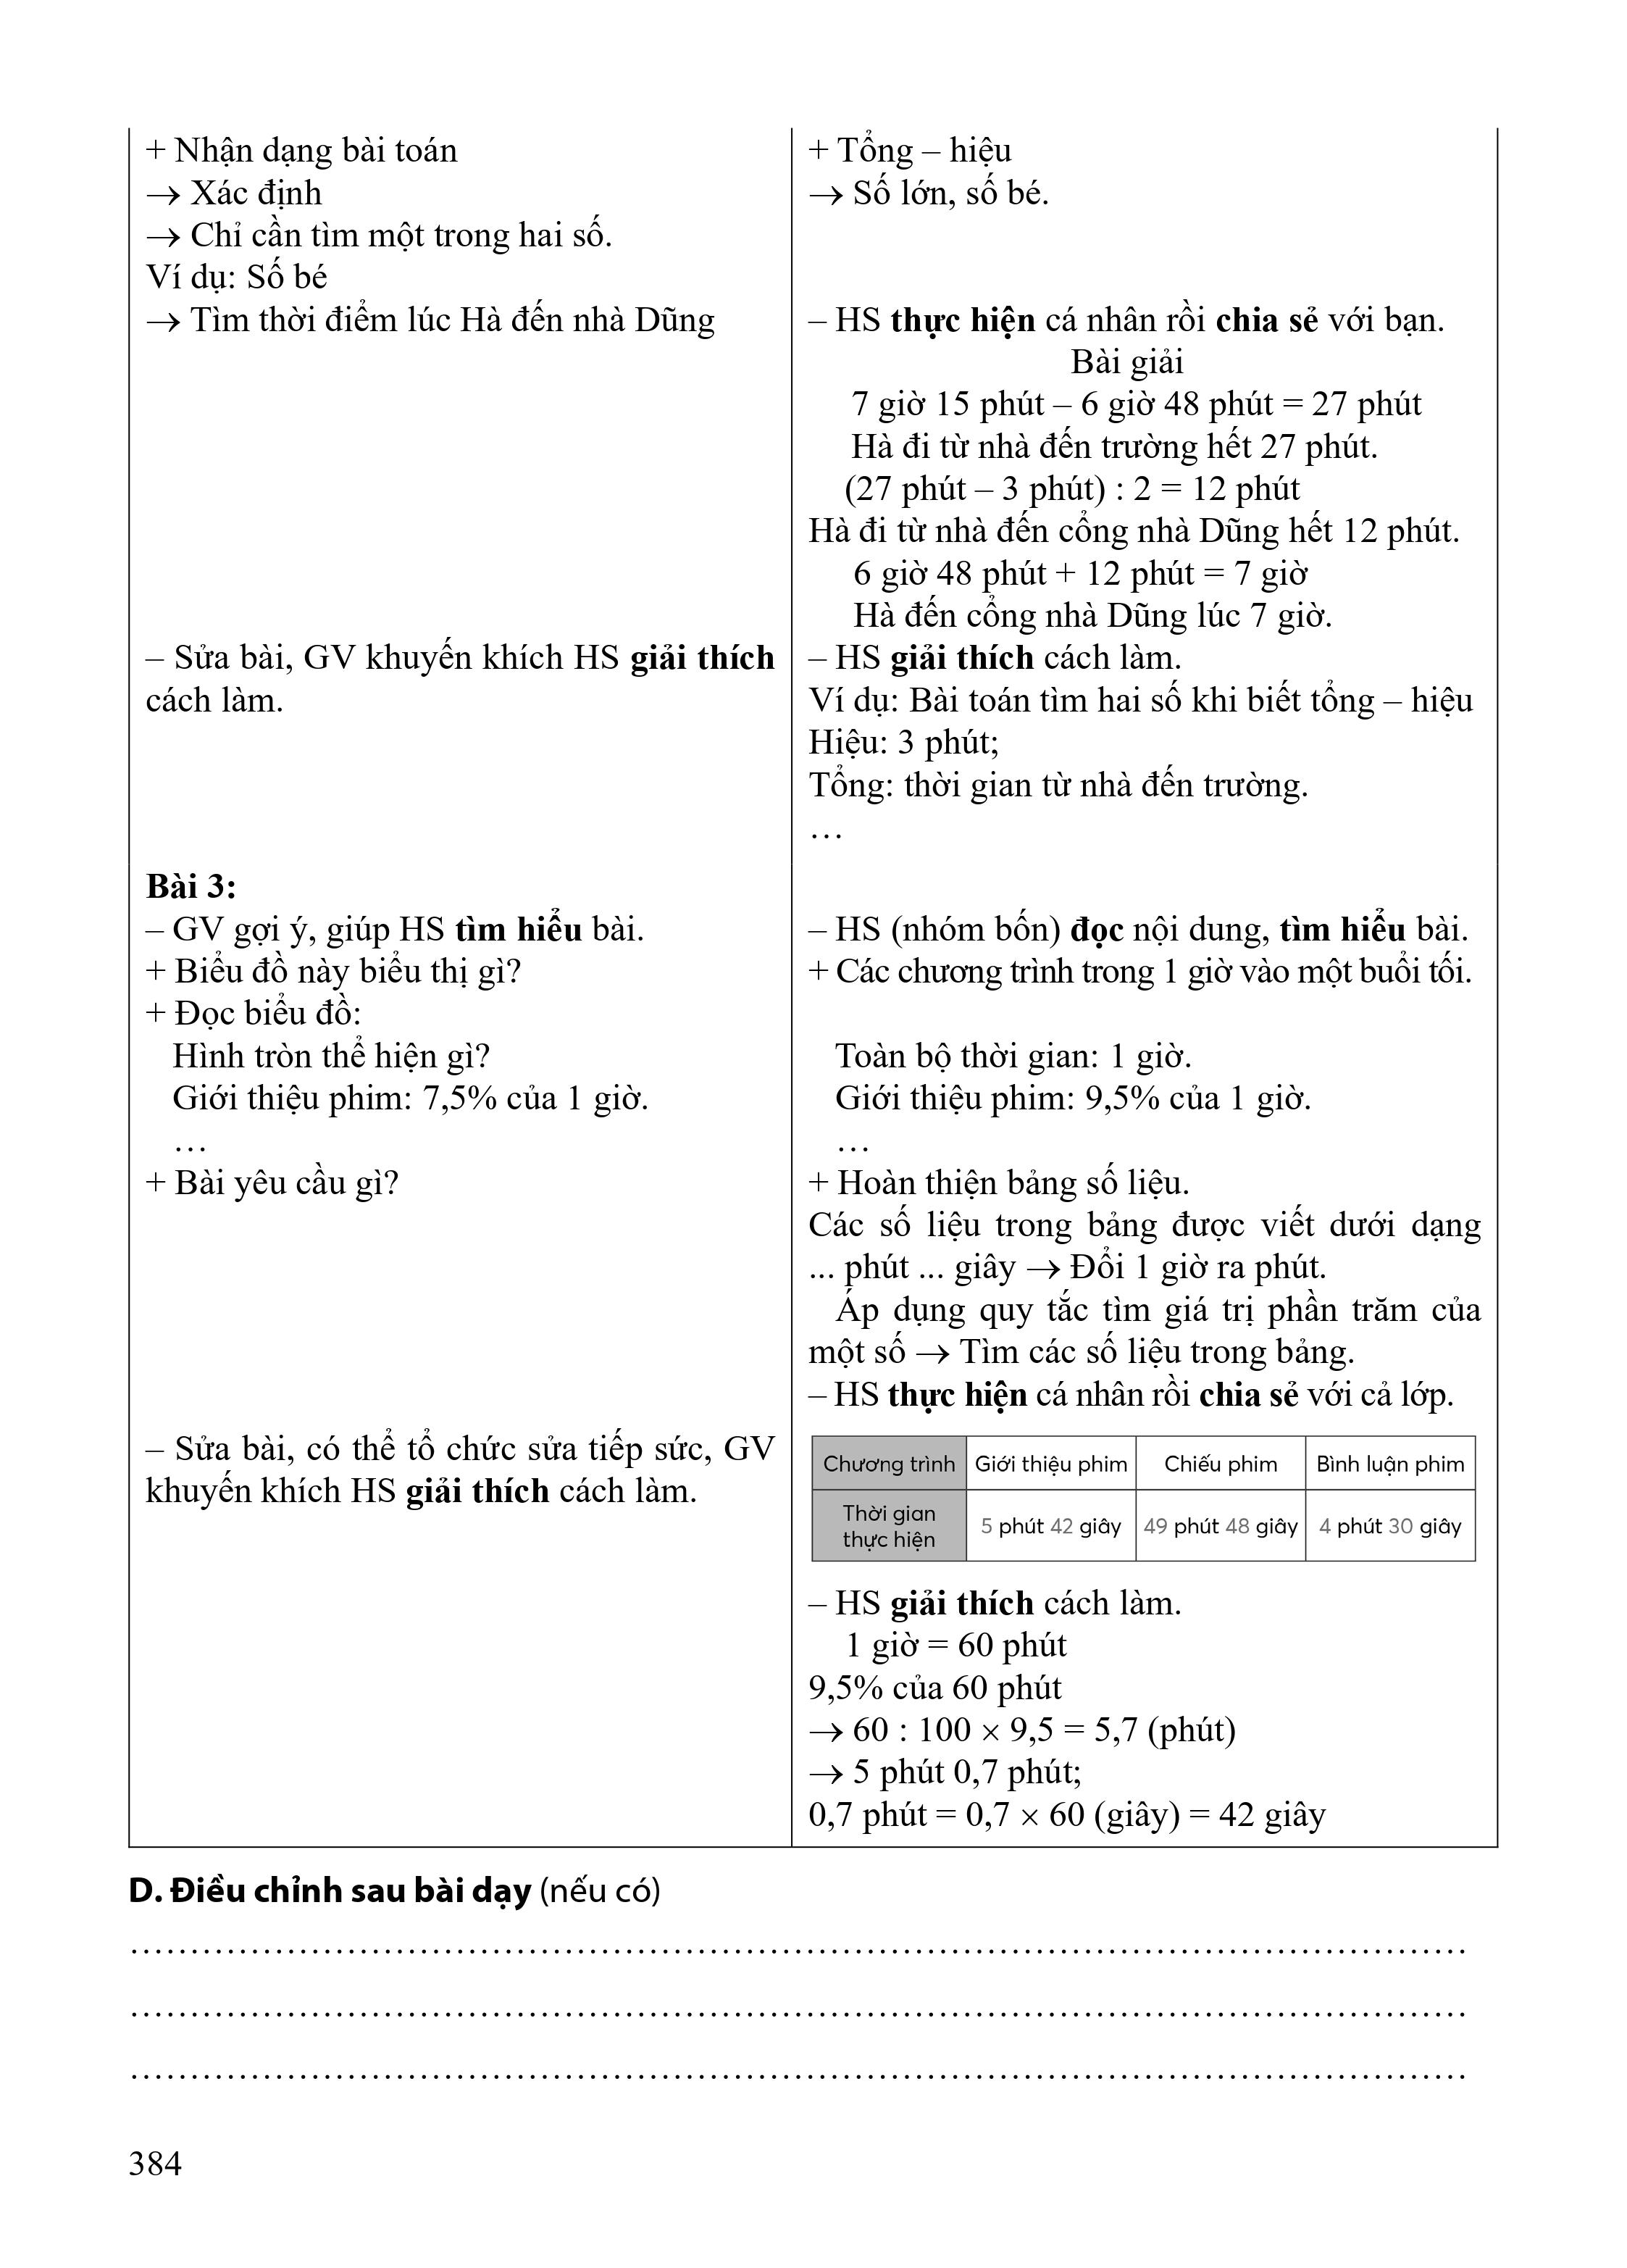 + Nhận dạng bài toán
→ Xác định
→ Chỉ cần tìm một trong hai số.
Ví dụ: Số bé
→ Tìm thời điểm lúc Hà đến nhà Dũng
– Sửa bài, GV khuyến khích HS giải thích
cách làm.
+ Tổng – hiệu
→ Số lớn, số bé.
– HS thực hiện cá nhân rồi chia sẻ với bạn.
Bài giải
7 giờ 15 phút – 6 giờ 48 phút = 27 phút
Hà đi từ nhà đến trường hết 27 phút.
(27 phút – 3 phút) : 2 = 12 phút
Hà đi từ nhà đến cổng nhà Dũng hết 12 phút.
6 giờ 48 phút + 12 phút = 7 giờ
Hà đến cổng nhà Dũng lúc 7 giờ.
– HS giải thích cách làm.
Ví dụ: Bài toán tìm hai số khi biết tổng – hiệu
Hiệu: 3 phút;
Tổng: thời gian từ nhà đến trường.
…
Bài 3:
– GV gợi ý, giúp HS tìm hiểu bài.
+ Biểu đồ này biểu thị gì?
+ Đọc biểu đồ:
Hình tròn thể hiện gì?
Giới thiệu phim: 7,5% của 1 giờ.
…
+ Bài yêu cầu gì?
– Sửa bài, có thể tổ chức sửa tiếp sức, GV
khuyến khích HS giải thích cách làm.
– HS (nhóm bốn) đọc nội dung, tìm hiểu bài.
+ Các chương trình trong 1 giờ vào một buổi tối.
Toàn bộ thời gian: 1 giờ.
Giới thiệu phim: 9,5% của 1 giờ.
…
+ Hoàn thiện bảng số liệu.
Các số liệu trong bảng được viết dưới dạng
... phút ... giây → Đổi 1 giờ ra phút.
Áp dụng quy tắc tìm giá trị phần trăm của
một số → Tìm các số liệu trong bảng.
– HS thực hiện cá nhân rồi chia sẻ với cả lớp.
Chương trình Giới thiệu phim Chiếu phim Bình luận phim
Thời gian
thực hiện
5 phút 42 giây 49 phút 48 giây 4 phút 30 giây
– HS giải thích cách làm.
1 giờ = 60 phút
9,5% của 60 phút
→ 60 : 100 × 9,5 = 5,7 (phút)
→ 5 phút 0,7 phút;
0,7 phút = 0,7 × 60 (giây) = 42 giây
D. Điều chỉnh sau bài dạy (nếu có)
……………………………………………………………………………………………
……………………………………………………………………………………………
……………………………………………………………………………………………
384